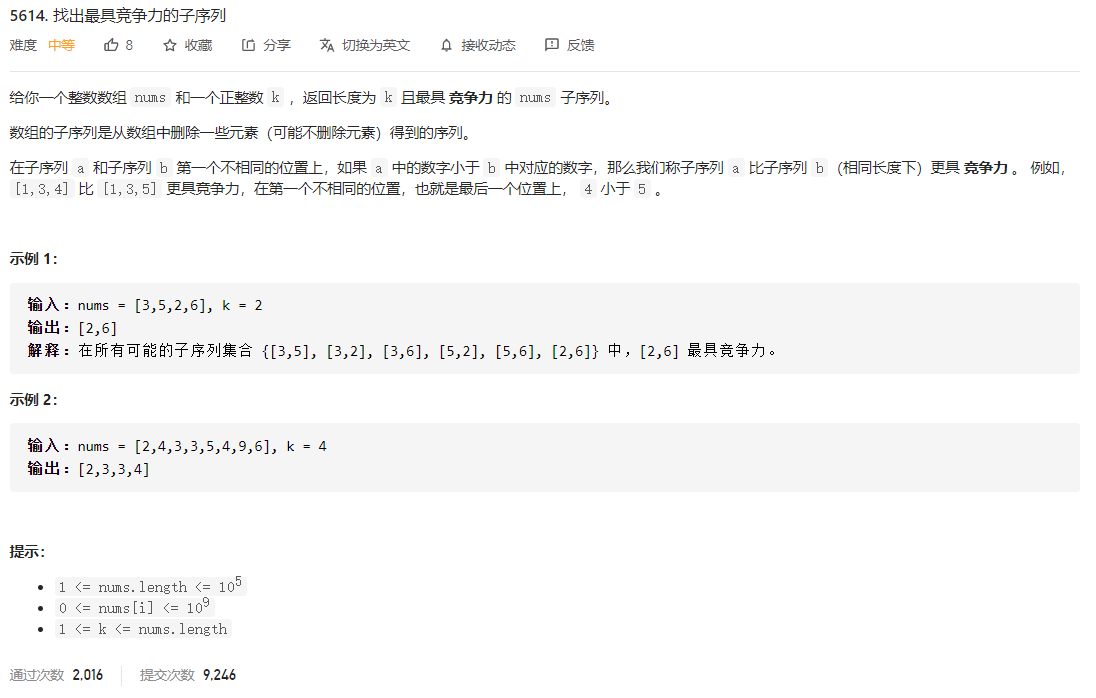 5614. 找出最具竞争力的子序列
难度 中等 8 收藏 分享 切换为英文 接收动态 反馈
给你一个整数数组 nums 和一个正整数 k ，返回长度为 k 且最具 竞争力 的 nums 子序列。
数组的子序列是从数组中删除一些元素（可能不删除元素）得到的序列。
在子序列 a 和子序列 b 第一个不相同的位置上，如果 a 中的数字小于 b 中对应的数字，那么我们称子序列 a 比子序列 b （相同长度下）更具 竞争力 。 例如，
[1,3,4] 比 [1,3,5] 更具竞争力，在第一个不相同的位置，也就是最后一个位置上， 4 小于 5 。
示例 1：
输入：nums = [3,5,2,6], k = 2
输出：[2,6]
解释：在所有可能的子序列集合 {[3,5], [3,2], [3,6], [5,2], [5,6], [2,6]} 中，[2,6] 最具竞争力。
示例 2：
输入：nums = [2,4,3,3,5,4,9,6], k = 4
输出：[2,3,3,4]
提示：
• 1 <= nums.length <= 10⁵
• 0 <= nums[i] <= 10⁹
• 1 <= k <= nums.length
通过次数 2,016 提交次数 9,246